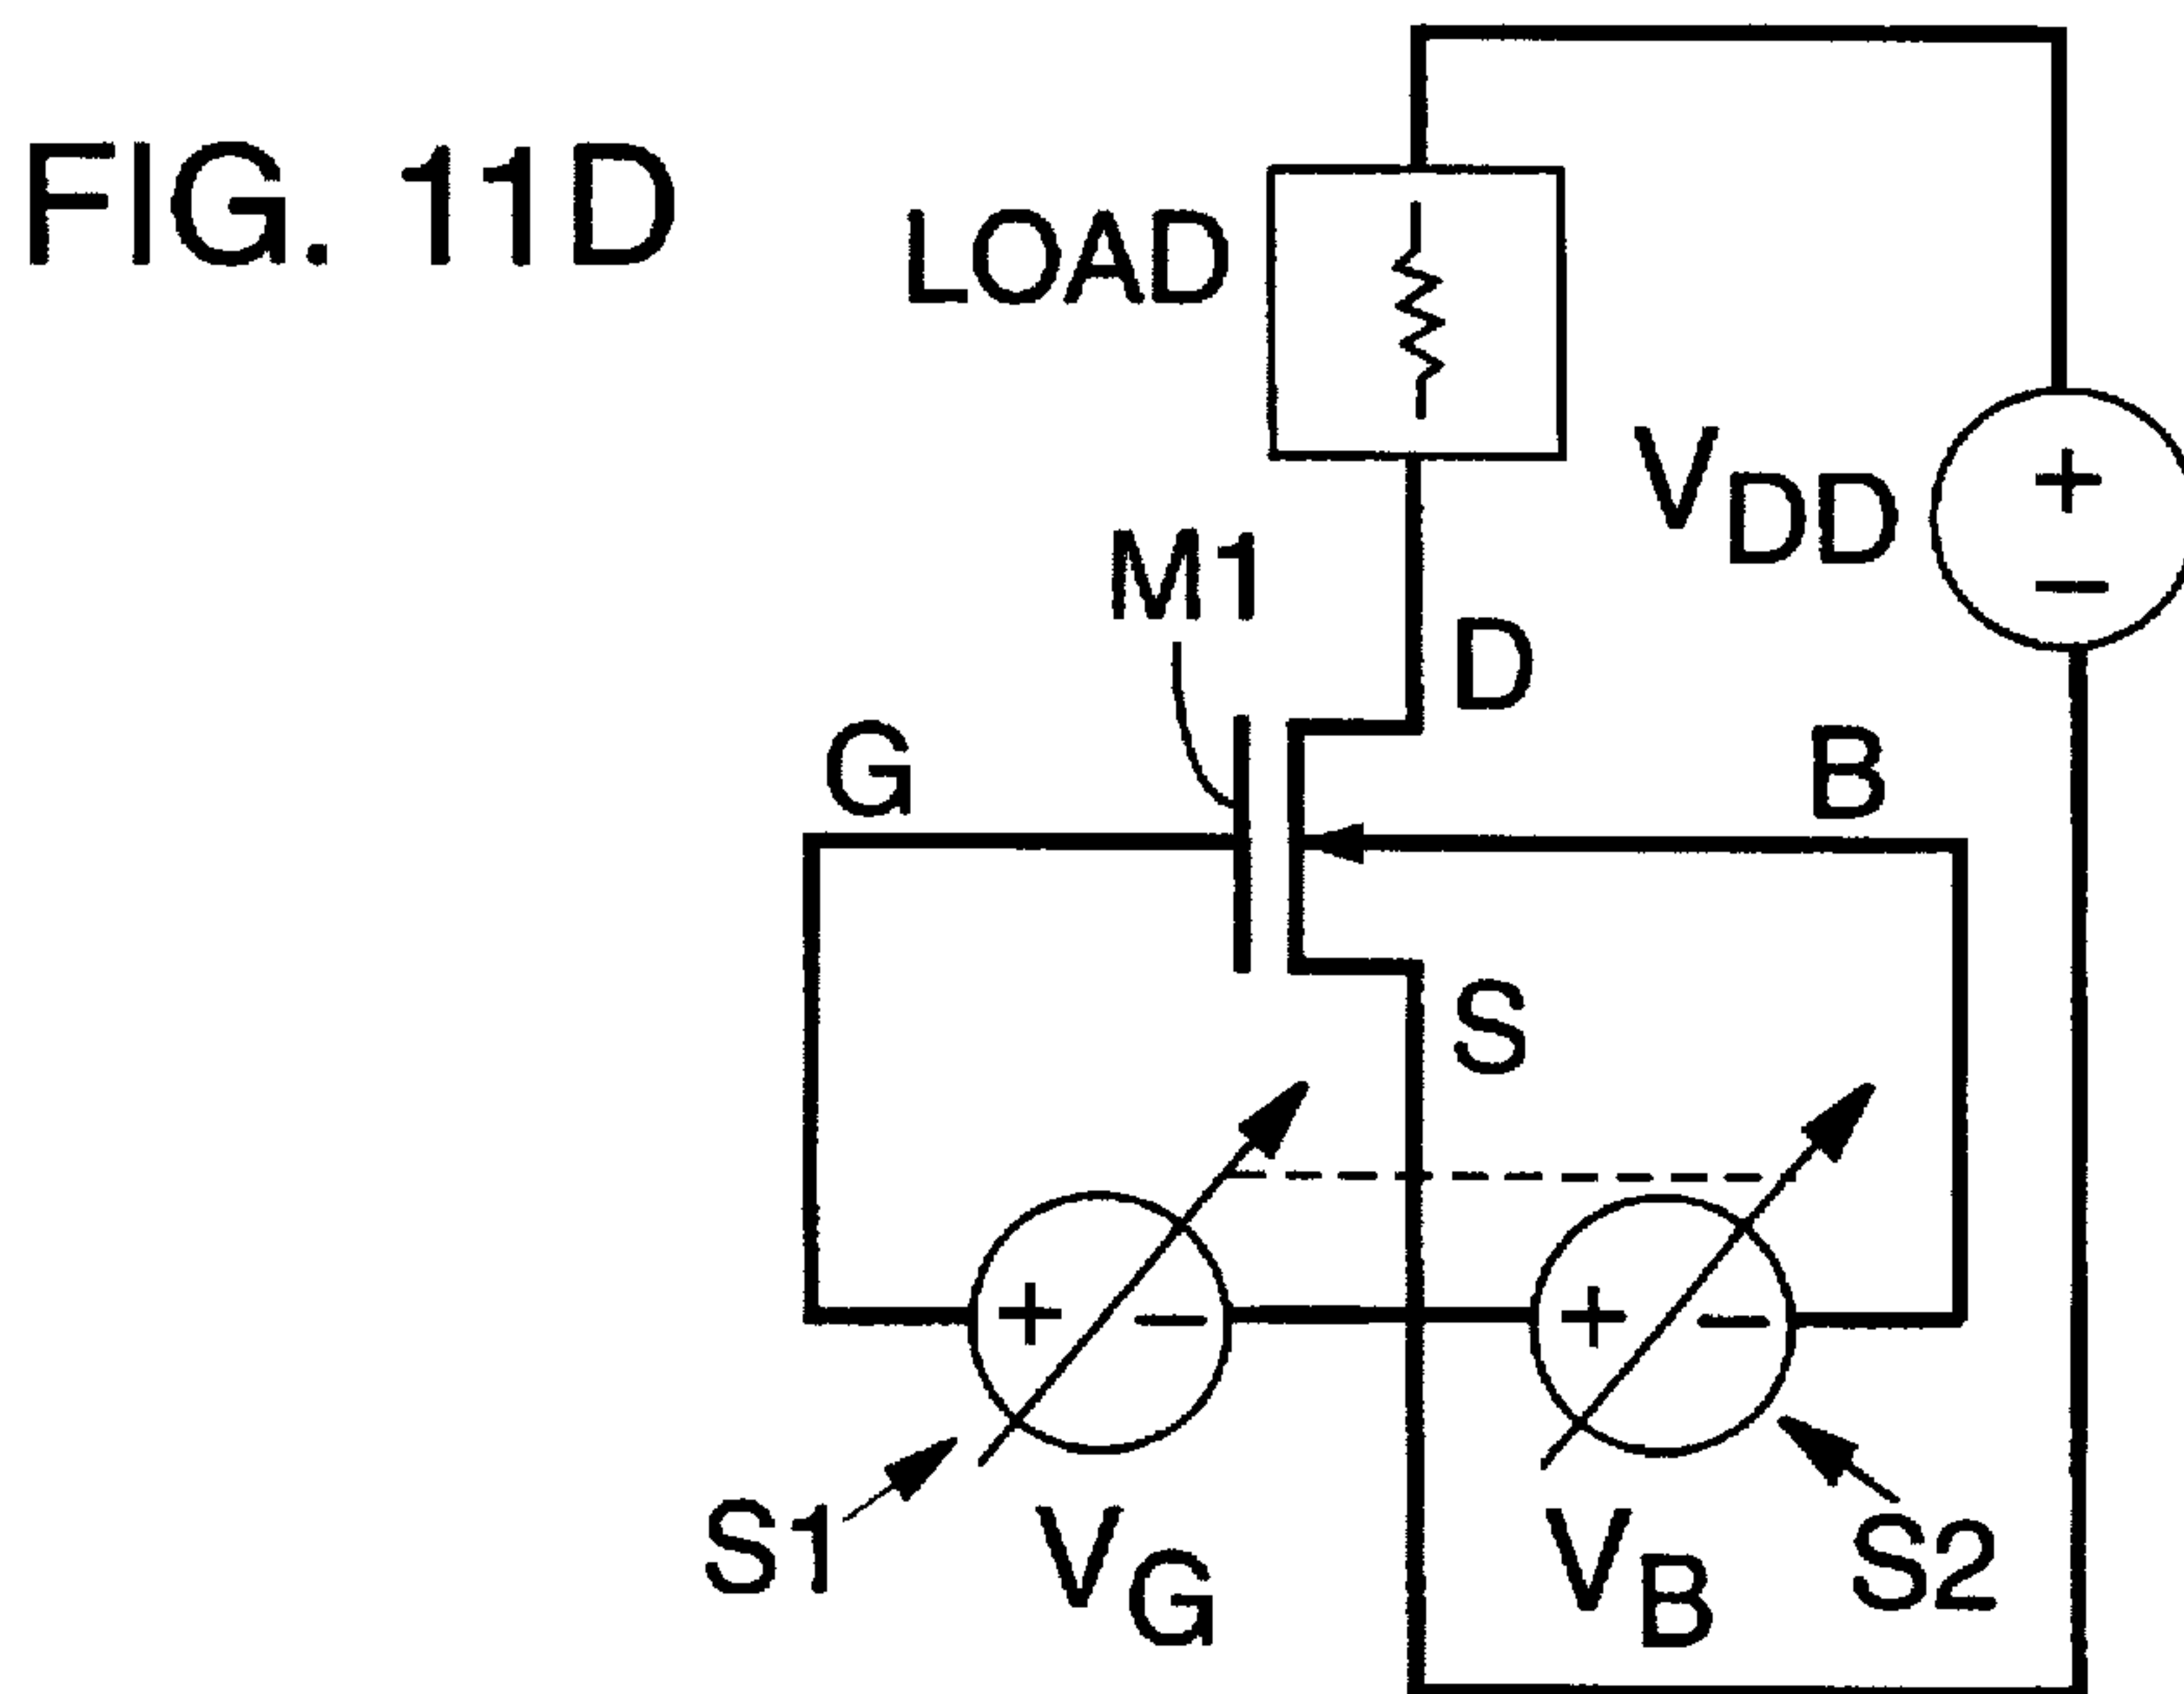 FIG. 11D
LOAD
+
VDD
−
M1
D
G
B
S
+ −
+ −
S1
VG
VB
S2